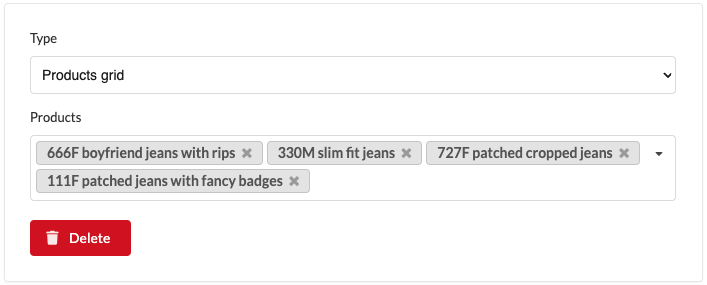 Type
Products grid
Products
666F boyfriend jeans with rips 330M slim fit jeans 727F patched cropped jeans
111F patched jeans with fancy badges
Delete